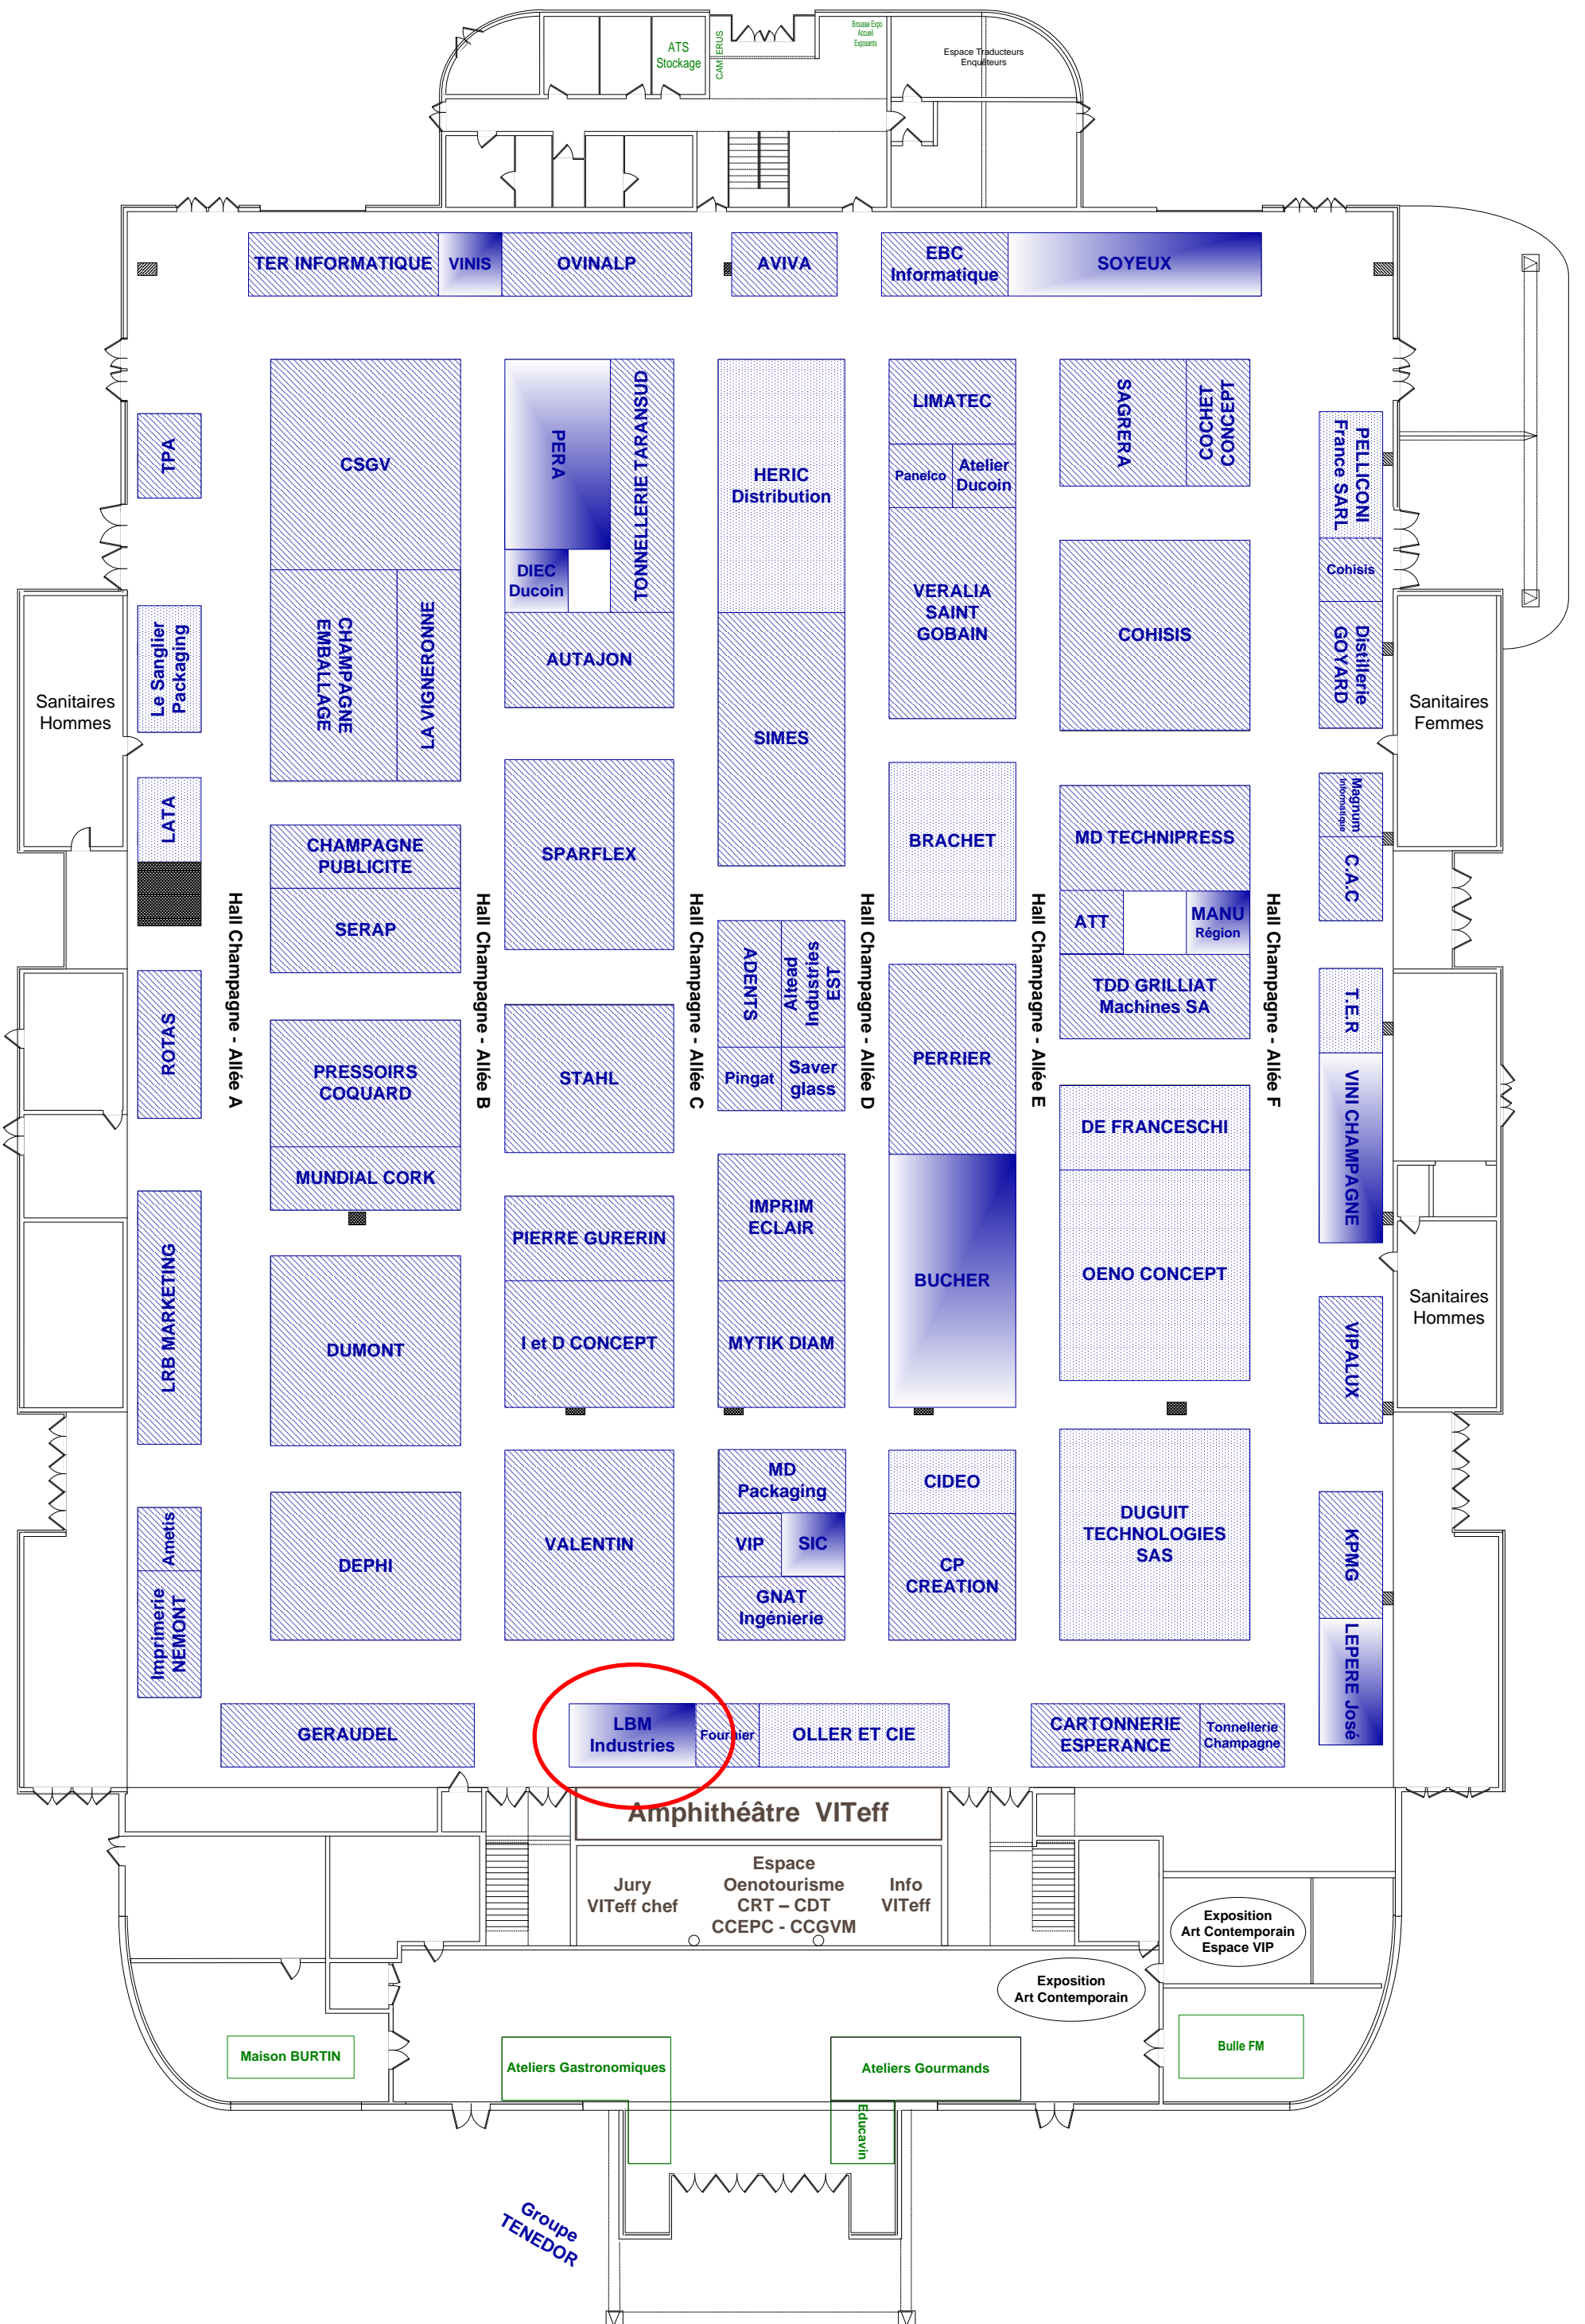 ATS
Stockage
CAMERUS
Brousse Expo
Accueil
Exposants
Espace Traducteurs
Enquêteurs
TER INFORMATIQUE
VINIS
OVINALP
AVIVA
EBC
Informatique
SOYEUX
TPA
CSGV
PERA
TONNELLERIE TARANSUD
HERIC
Distribution
LIMATEC
Panelco
Atelier
Ducoin
SAGRERA
COCHET
CONCEPT
PELLICONI
France SARL
DIEC
Ducoin
Cohisis
Le Sanglier
Packaging
CHAMPAGNE
EMBALLAGE
LA VIGNERONNE
AUTAJON
VERALIA
SAINT
GOBAIN
COHISIS
Distillerie
GOYARD
Sanitaires
Hommes
Sanitaires
Femmes
SIMES
LATA
CHAMPAGNE
PUBLICITE
SPARFLEX
BRACHET
MD TECHNIPRESS
Magnum
Informatique
C.A.C
SERAP
ATT
MANU
Région
Hall Champagne - Allée A
Hall Champagne - Allée B
Hall Champagne - Allée C
Hall Champagne - Allée D
Hall Champagne - Allée E
Hall Champagne - Allée F
ADENTS
Altead
Industries
EST
TDD GRILLIAT
Machines SA
ROTAS
PRESSOIRS
COQUARD
STAHL
Pingat
Saver
glass
PERRIER
T.E.R
DE FRANCESCHI
VINI CHAMPAGNE
MUNDIAL CORK
PIERRE GURERIN
IMPRIM
ECLAIR
BUCHER
OENO CONCEPT
LRB MARKETING
DUMONT
I et D CONCEPT
MYTIK DIAM
VIPALUX
Sanitaires
Hommes
MD
Packaging
CIDEO
DUGUIT
TECHNOLOGIES
SAS
Ametis
DEPHI
VALENTIN
VIP
SIC
CP
CREATION
KPMG
Imprimerie
NEMONT
GNAT
Ingénierie
LEPERE José
GERAUDEL
LBM
Industries
Fournier
OLLER ET CIE
CARTONNERIE
ESPERANCE
Tonnellerie
Champagne
Amphithéâtre VITeff
Jury
VITeff chef
Espace
Oenotourisme
CRT – CDT
CCEPC - CCGVM
Info
VITeff
Exposition
Art Contemporain
Espace VIP
Exposition
Art Contemporain
Maison BURTIN
Ateliers Gastronomiques
Ateliers Gourmands
Bulle FM
Educavin
Groupe
TENEDOR